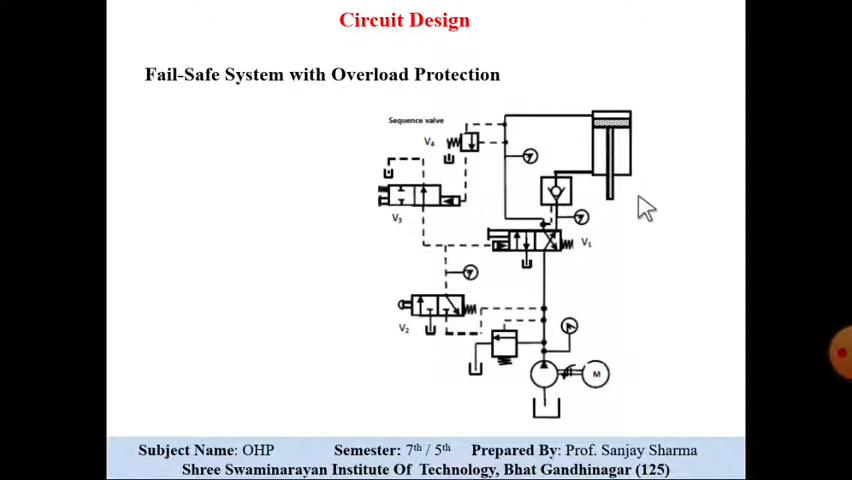 Circuit Design
Fail-Safe System with Overload Protection
Sequence valve
V4
V3
V1
V2
M
Subject Name: OHP Semester: 7th / 5th Prepared By: Prof. Sanjay Sharma
Shree Swaminarayan Institute Of Technology, Bhat Gandhinagar (125)